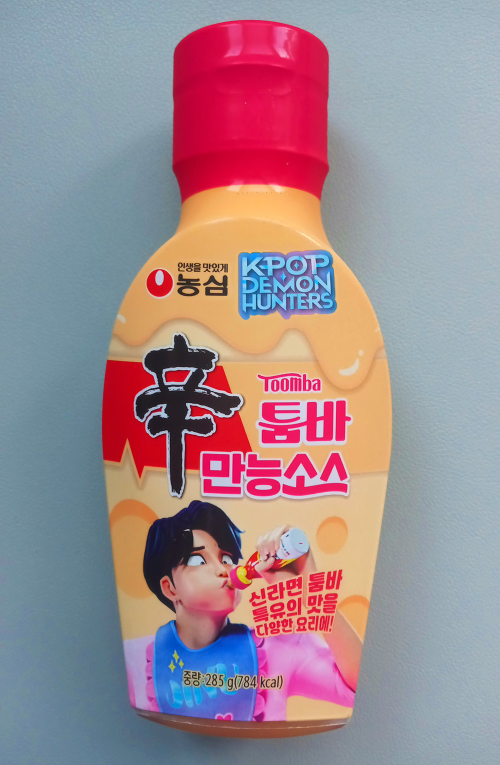 인생을 맛있게
농심
K-POP
DEMON
HUNTERS
辛
Toomba
툼바
만능소스
신라면 툼바
특유의 맛을
다양한 요리에!
중량:285 g(784 kcal)